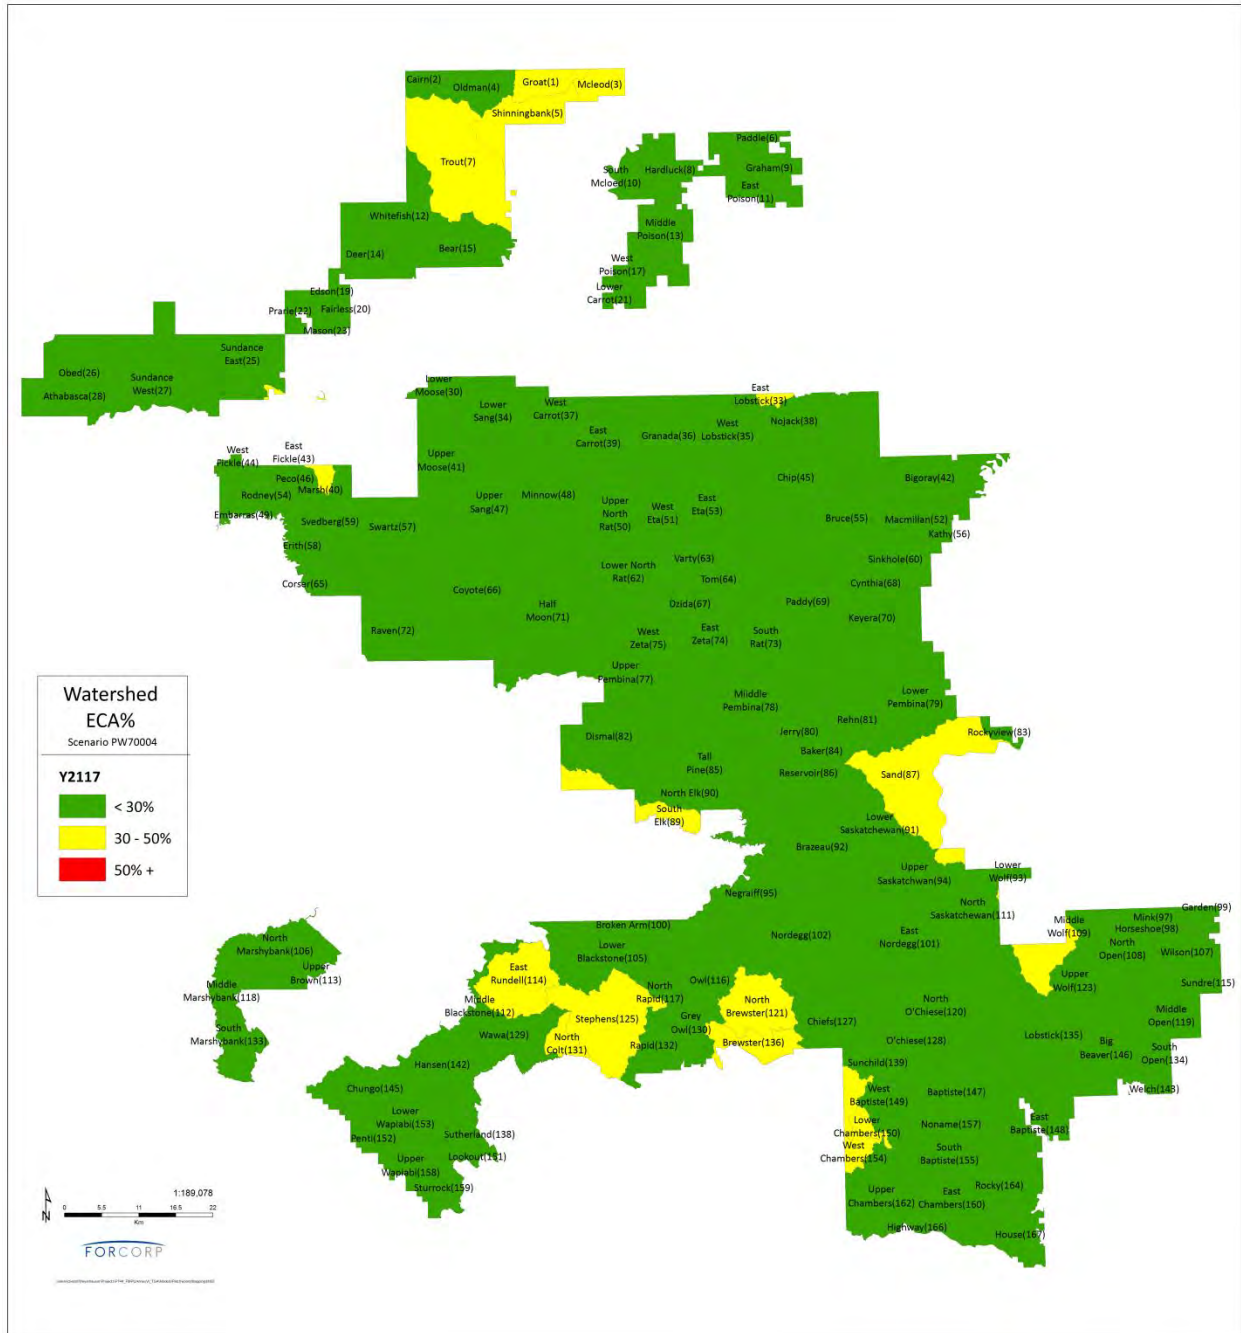 Cairn(2)
Oldman(4)
Groat(1)
Mcleod(3)
Shinningbank(5)
Trout(7)
Paddle(6)
South
Mcloed(10)
Hardluck(8)
Graham(9)
East
Poison(11)
Whitefish(12)
Middle
Poison(13)
Deer(14)
Bear(15)
West
Poison(17)
Lower
Carrot(21)
Edson(19)
Prarie(22)
Fairless(20)
Mason(23)
Sundance
East(25)
Obed(26)
Sundance
West(27)
Athabasca(28)
Lower
Moose(30)
Lower
Sang(34)
West
Carrot(37)
East
Lobstick(33)
East
Carrot(39)
Granada(36)
West
Lobstick(35)
Nojack(38)
West
Fickle(44)
East
Fickle(43)
Upper
Moose(41)
Peco(46)
Marsh(40)
Rodney(54)
Chip(45)
Bigoray(42)
Upper
Sang(47)
Minnow(48)
Upper
North
Rat(50)
West
Eta(51)
East
Eta(53)
Embarras(49)
Svedberg(59)
Swartz(57)
Bruce(55)
Macmillan(52)
Kathy(56)
Erith(58)
Varty(63)
Sinkhole(60)
Lower North
Rat(62)
Tom(64)
Corser(65)
Coyote(66)
Cynthia(68)
Half
Moon(71)
Dzida(67)
Paddy(69)
Keyera(70)
Raven(72)
West
Zeta(75)
East
Zeta(74)
South
Rat(73)
Upper
Pembina(77)
Miiddle
Pembina(78)
Lower
Pembina(79)
Rehn(81)
Dismal(82)
Jerry(80)
Rockyview(83)
Baker(84)
Tall
Pine(85)
Reservoir(86)
Sand(87)
North Elk(90)
South
Elk(89)
Lower
Saskatchewan(91)
Brazeau(92)
Upper
Saskatchwan(94)
Lower
Wolf(93)
Negraiff(95)
North
Saskatchewan(111)
Garden(99)
Mink(97)
Horseshoe(98)
Middle
Wolf(109)
Broken Arm(100)
Nordegg(102)
East
Nordegg(101)
North
Open(108)
Wilson(107)
North
Marshybank(106)
Lower
Blackstone(105)
Upper
Brown(113)
East
Rundell(114)
Owl(116)
Upper
Wolf(123)
Sundre(115)
Middle
Marshybank(118)
Middle
Blackstone(112)
North
Rapid(117)
North
Brewster(121)
North
O'Chiese(120)
Stephens(125)
Grey
Owl(130)
Chiefs(127)
Middle
Open(119)
South
Marshybank(133)
Wawa(129)
North
Colt(131)
Rapid(132)
Brewster(136)
O'chiese(128)
Lobstick(135)
Big
Beaver(146)
South
Open(134)
Hansen(142)
Sunchild(139)
Chungo(145)
West
Baptiste(149)
Baptiste(147)
Welch(143)
Lower
Wapiabi(153)
Lower
Chambers(150)
Noname(157)
East
Baptiste(148)
Penti(152)
Sutherland(138)
West
Chambers(154)
South
Baptiste(155)
Upper
Wapiabi(158)
Lookout(151)
Sturrock(159)
Upper
Chambers(162)
East
Chambers(160)
Rocky(164)
Highway(166)
House(167)
Watershed
ECA%
Scenario PW70004
Y2117
< 30%
30 - 50%
50% +
N
1:189,078
0 5.5 11 16.5 22
Km
FORCORP